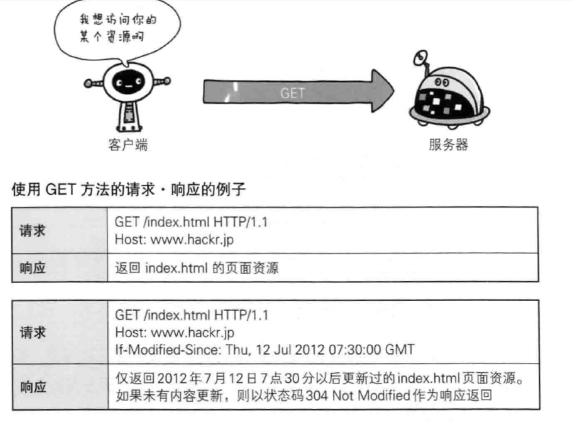 我想访问你的
某个资源啊
GET
客户端
服务器
使用 GET 方法的请求・响应的例子
请求
GET /index.html HTTP/1.1
Host: www.hackr.jp
响应
返回 index.html 的页面资源
请求
GET /index.html HTTP/1.1
Host: www.hackr.jp
If-Modified-Since: Thu, 12 Jul 2012 07:30:00 GMT
响应
仅返回2012年7月12日7点30分以后更新过的index.html页面资源。
如果未有内容更新，则以状态码304 Not Modified作为响应返回